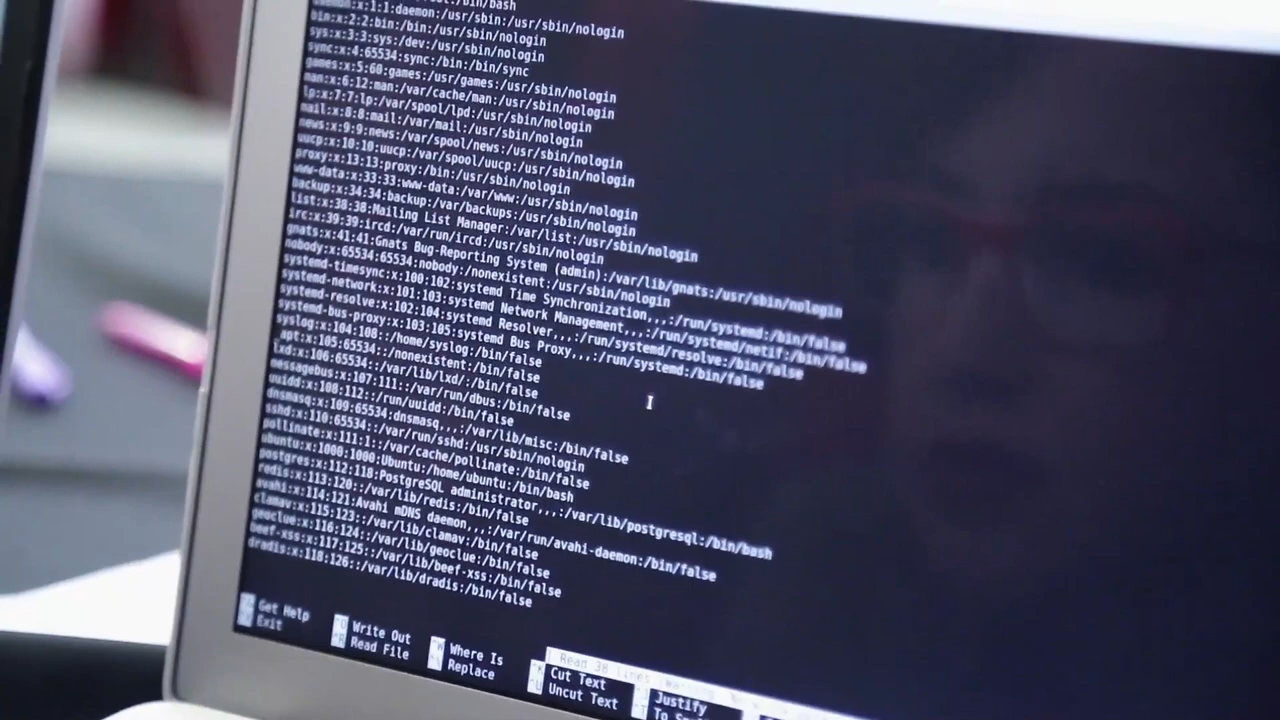 :/bin/bash
daemon:x:1:1:daemon:/usr/sbin:/usr/sbin/nologin
bin:x:2:2:bin:/bin:/usr/sbin/nologin
sys:x:3:3:sys:/dev:/usr/sbin/nologin
sync:x:4:65534:sync:/bin:/bin/sync
games:x:5:60:games:/usr/games:/usr/sbin/nologin
man:x:6:12:man:/var/cache/man:/usr/sbin/nologin
lp:x:7:7:lp:/var/spool/lpd:/usr/sbin/nologin
mail:x:8:8:mail:/var/mail:/usr/sbin/nologin
news:x:9:9:news:/var/spool/news:/usr/sbin/nologin
uucp:x:10:10:uucp:/var/spool/uucp:/usr/sbin/nologin
proxy:x:13:13:proxy:/bin:/usr/sbin/nologin
www-data:x:33:33:www-data:/var/www:/usr/sbin/nologin
backup:x:34:34:backup:/var/backups:/usr/sbin/nologin
list:x:38:38:Mailing List Manager:/var/list:/usr/sbin/nologin
irc:x:39:39:ircd:/var/run/ircd:/usr/sbin/nologin
gnats:x:41:41:Gnats Bug-Reporting System (admin):/var/lib/gnats:/usr/sbin/nologin
nobody:x:65534:65534:nobody:/nonexistent:/usr/sbin/nologin
systemd-timesync:x:100:102:systemd Time Synchronization,,,:/run/systemd:/bin/false
systemd-network:x:101:103:systemd Network Management,,,:/run/systemd/netif:/bin/false
systemd-resolve:x:102:104:systemd Resolver,,,:/run/systemd/resolve:/bin/false
systemd-bus-proxy:x:103:105:systemd Bus Proxy,,,:/run/systemd:/bin/false
syslog:x:104:108::/home/syslog:/bin/false
_apt:x:105:65534::/nonexistent:/bin/false
lxd:x:106:65534::/var/lib/lxd/:/bin/false
messagebus:x:107:111::/var/run/dbus:/bin/false
uuidd:x:108:112::/run/uuidd:/bin/false
dnsmasq:x:109:65534:dnsmasq,,,:/var/lib/misc:/bin/false
sshd:x:110:65534::/var/run/sshd:/usr/sbin/nologin
pollinate:x:111:1::/var/cache/pollinate:/bin/false
ubuntu:x:1000:1000:Ubuntu:/home/ubuntu:/bin/bash
postgres:x:112:118:PostgreSQL administrator,,,:/var/lib/postgresql:/bin/bash
redis:x:113:120::/var/lib/redis:/bin/false
avahi:x:114:121:Avahi mDNS daemon,,,:/var/run/avahi-daemon:/bin/false
clamav:x:115:123::/var/lib/clamav:/bin/false
geoclue:x:116:124::/var/lib/geoclue:/bin/false
beef-xss:x:117:125::/var/lib/beef-xss:/bin/false
dradis:x:118:126::/var/lib/dradis:/bin/false
[ Read 38 lines
Get Help Write Out Where Is Cut Text Justify
Exit Read File Replace Uncut Text To